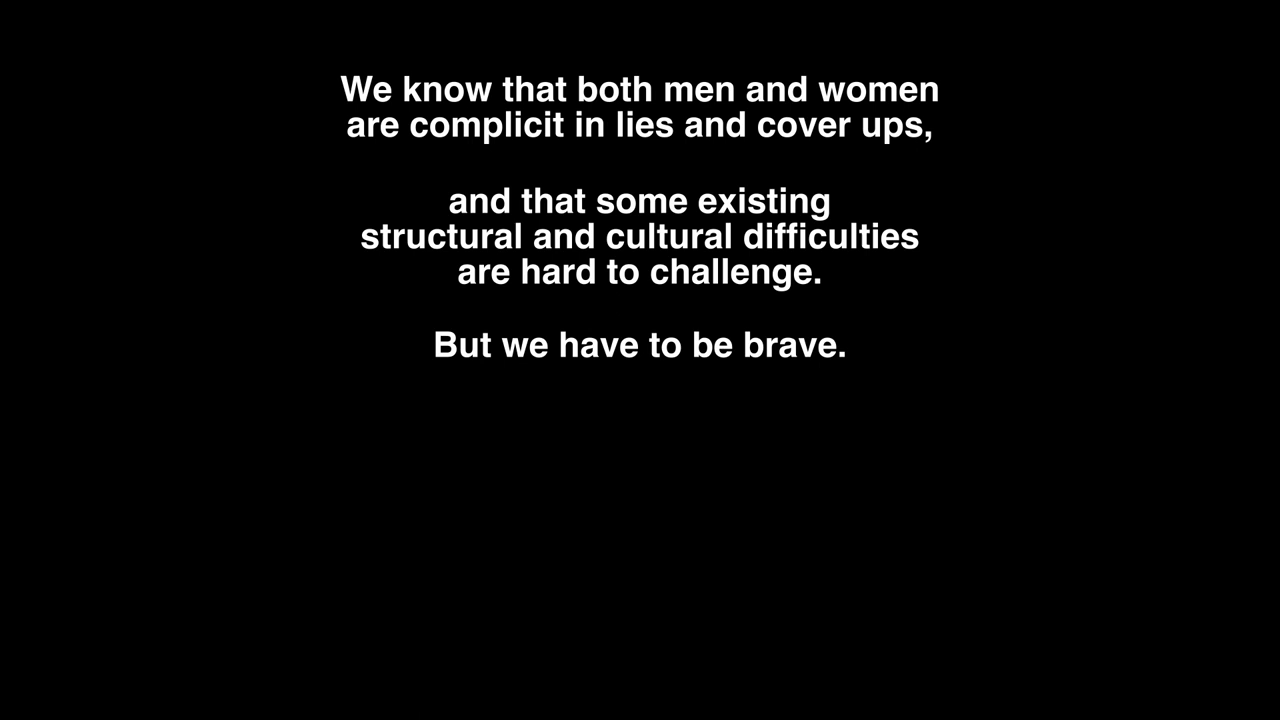 We know that both men and women
are complicit in lies and cover ups,
and that some existing
structural and cultural difficulties
are hard to challenge.
But we have to be brave.